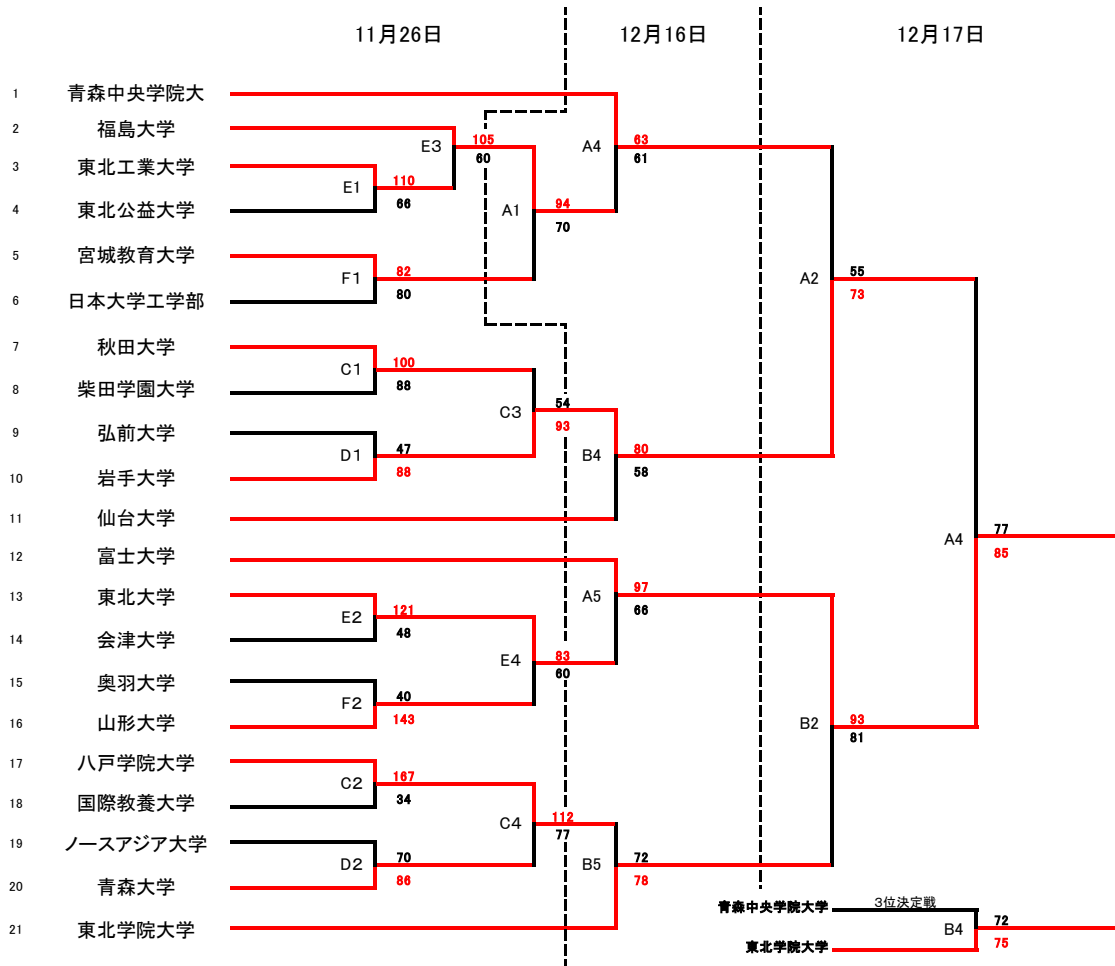 11月26日 12月16日 12月17日
1 青森中央学院大
2 福島大学
E3 105 60
A4 63 61
3 東北工業大学
E1 110 66
4 東北公益大学
A1 94 70
5 宮城教育大学
F1 82 80
6 日本大学工学部
A2 55 73
7 秋田大学
C1 100 88
8 柴田学園大学
C3 54 93
9 弘前大学
D1 47 88
10 岩手大学
B4 80 58
11 仙台大学
A4 77 85
12 富士大学
A5 97 66
13 東北大学
E2 121 48
14 会津大学
E4 83 60
15 奥羽大学
F2 40 143
16 山形大学
B2 93 81
17 八戸学院大学
C2 167 34
18 国際教養大学
C4 112 77
19 ノースアジア大学
D2 70 86
20 青森大学
B5 72 78
21 東北学院大学
青森中央学院大学 3位決定戦
B4 72 75
東北学院大学